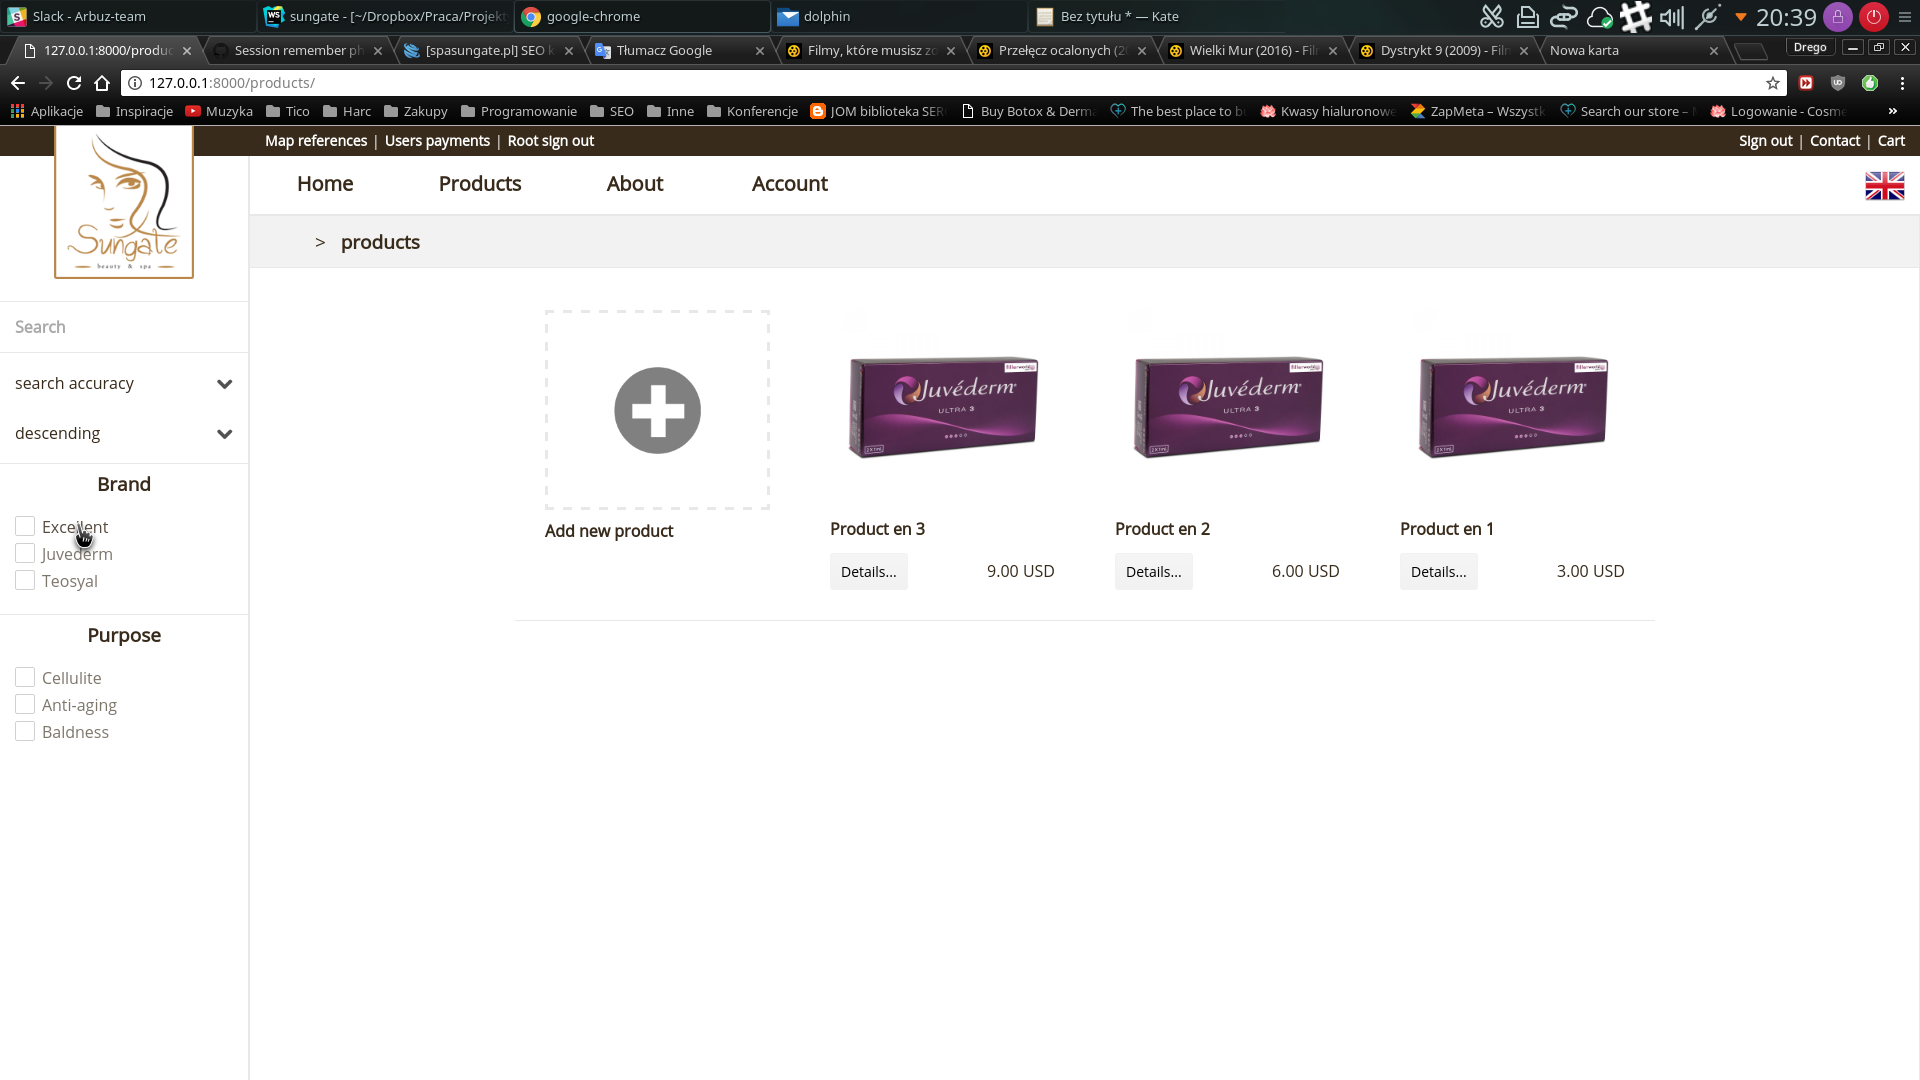 Slack - Arbuz-team
sungate - [~/Dropbox/Praca/Projekt
google-chrome
dolphin
Bez tytułu * — Kate
20:39
127.0.0.1:8000/produc
Session remember ph
[spasungate.pl] SEO k
Tłumacz Google
Filmy, które musisz zo
Przełęcz ocalonych (2
Wielki Mur (2016) - Fil
Dystrykt 9 (2009) - Film
Nowa karta
Drego
127.0.0.1:8000/products/
Aplikacje
Inspiracje
Muzyka
Tico
Harc
Zakupy
Programowanie
SEO
Inne
Konferencje
JOM biblioteka SER
Buy Botox & Derma
The best place to b
Kwasy hialuronowe
ZapMeta – Wszystk
Search our store –
Logowanie - Cosme
»
Map references | Users payments | Root sign out
Sign out | Contact | Cart
Sungate
beauty & spa
Home
Products
About
Account
> products
Search
search accuracy
descending
Brand
Excellent
Juvederm
Teosyal
Purpose
Cellulite
Anti-aging
Baldness
Add new product
Juvéderm
ULTRA 3
Product en 3
Details...
9.00 USD
Juvéderm
ULTRA 3
Product en 2
Details...
6.00 USD
Juvéderm
ULTRA 3
Product en 1
Details...
3.00 USD